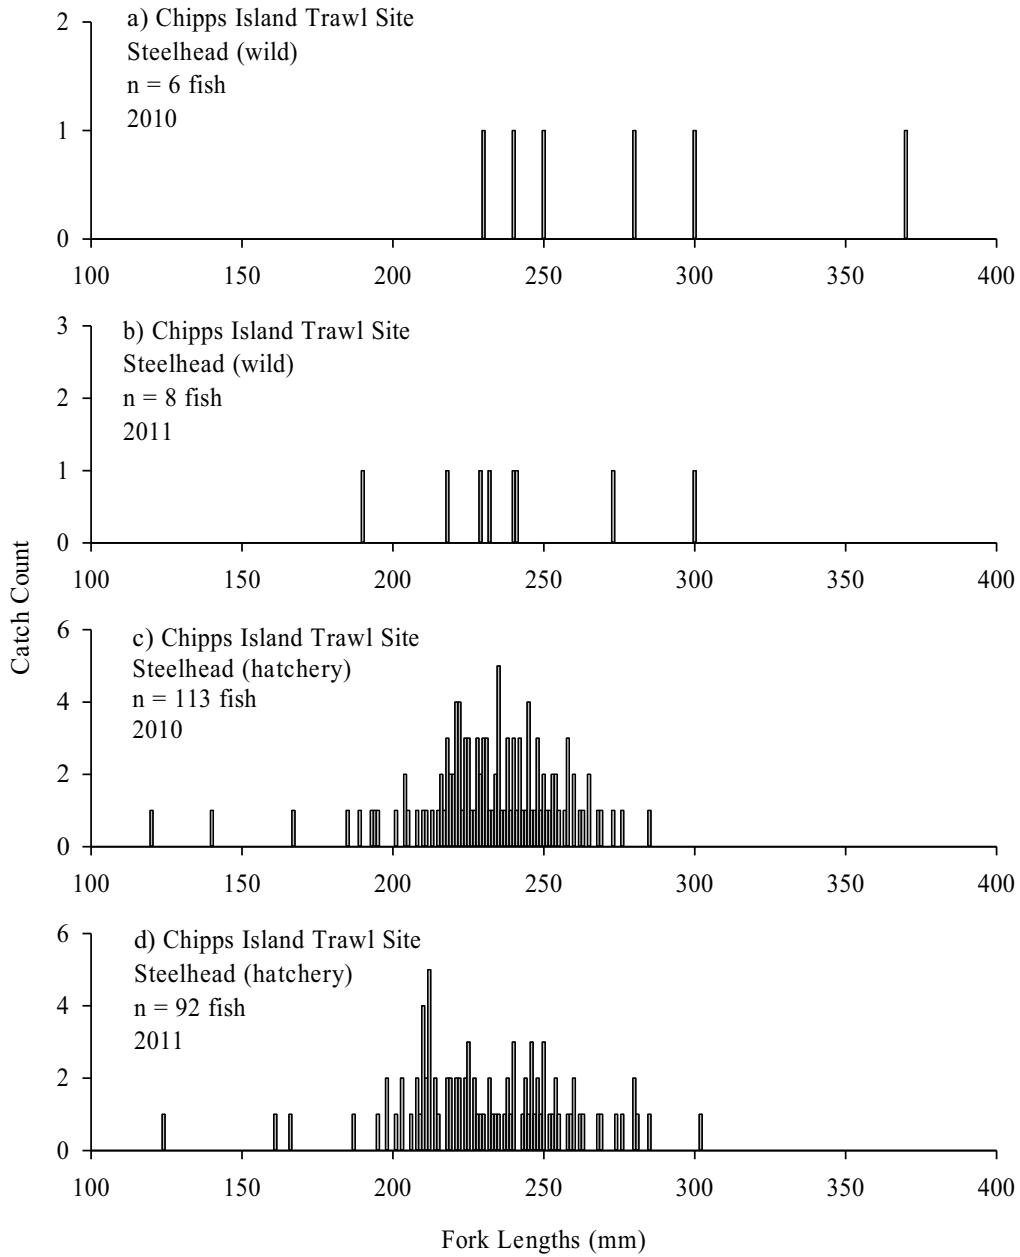 a) Chipps Island Trawl Site
Steelhead (wild)
n = 6 fish
2010
2
1
0
100 150 200 250 300 350 400
b) Chipps Island Trawl Site
Steelhead (wild)
n = 8 fish
2011
3
2
1
0
100 150 200 250 300 350 400
Catch Count
c) Chipps Island Trawl Site
Steelhead (hatchery)
n = 113 fish
2010
6
4
2
0
100 150 200 250 300 350 400
d) Chipps Island Trawl Site
Steelhead (hatchery)
n = 92 fish
2011
6
4
2
0
100 150 200 250 300 350 400
Fork Lengths (mm)